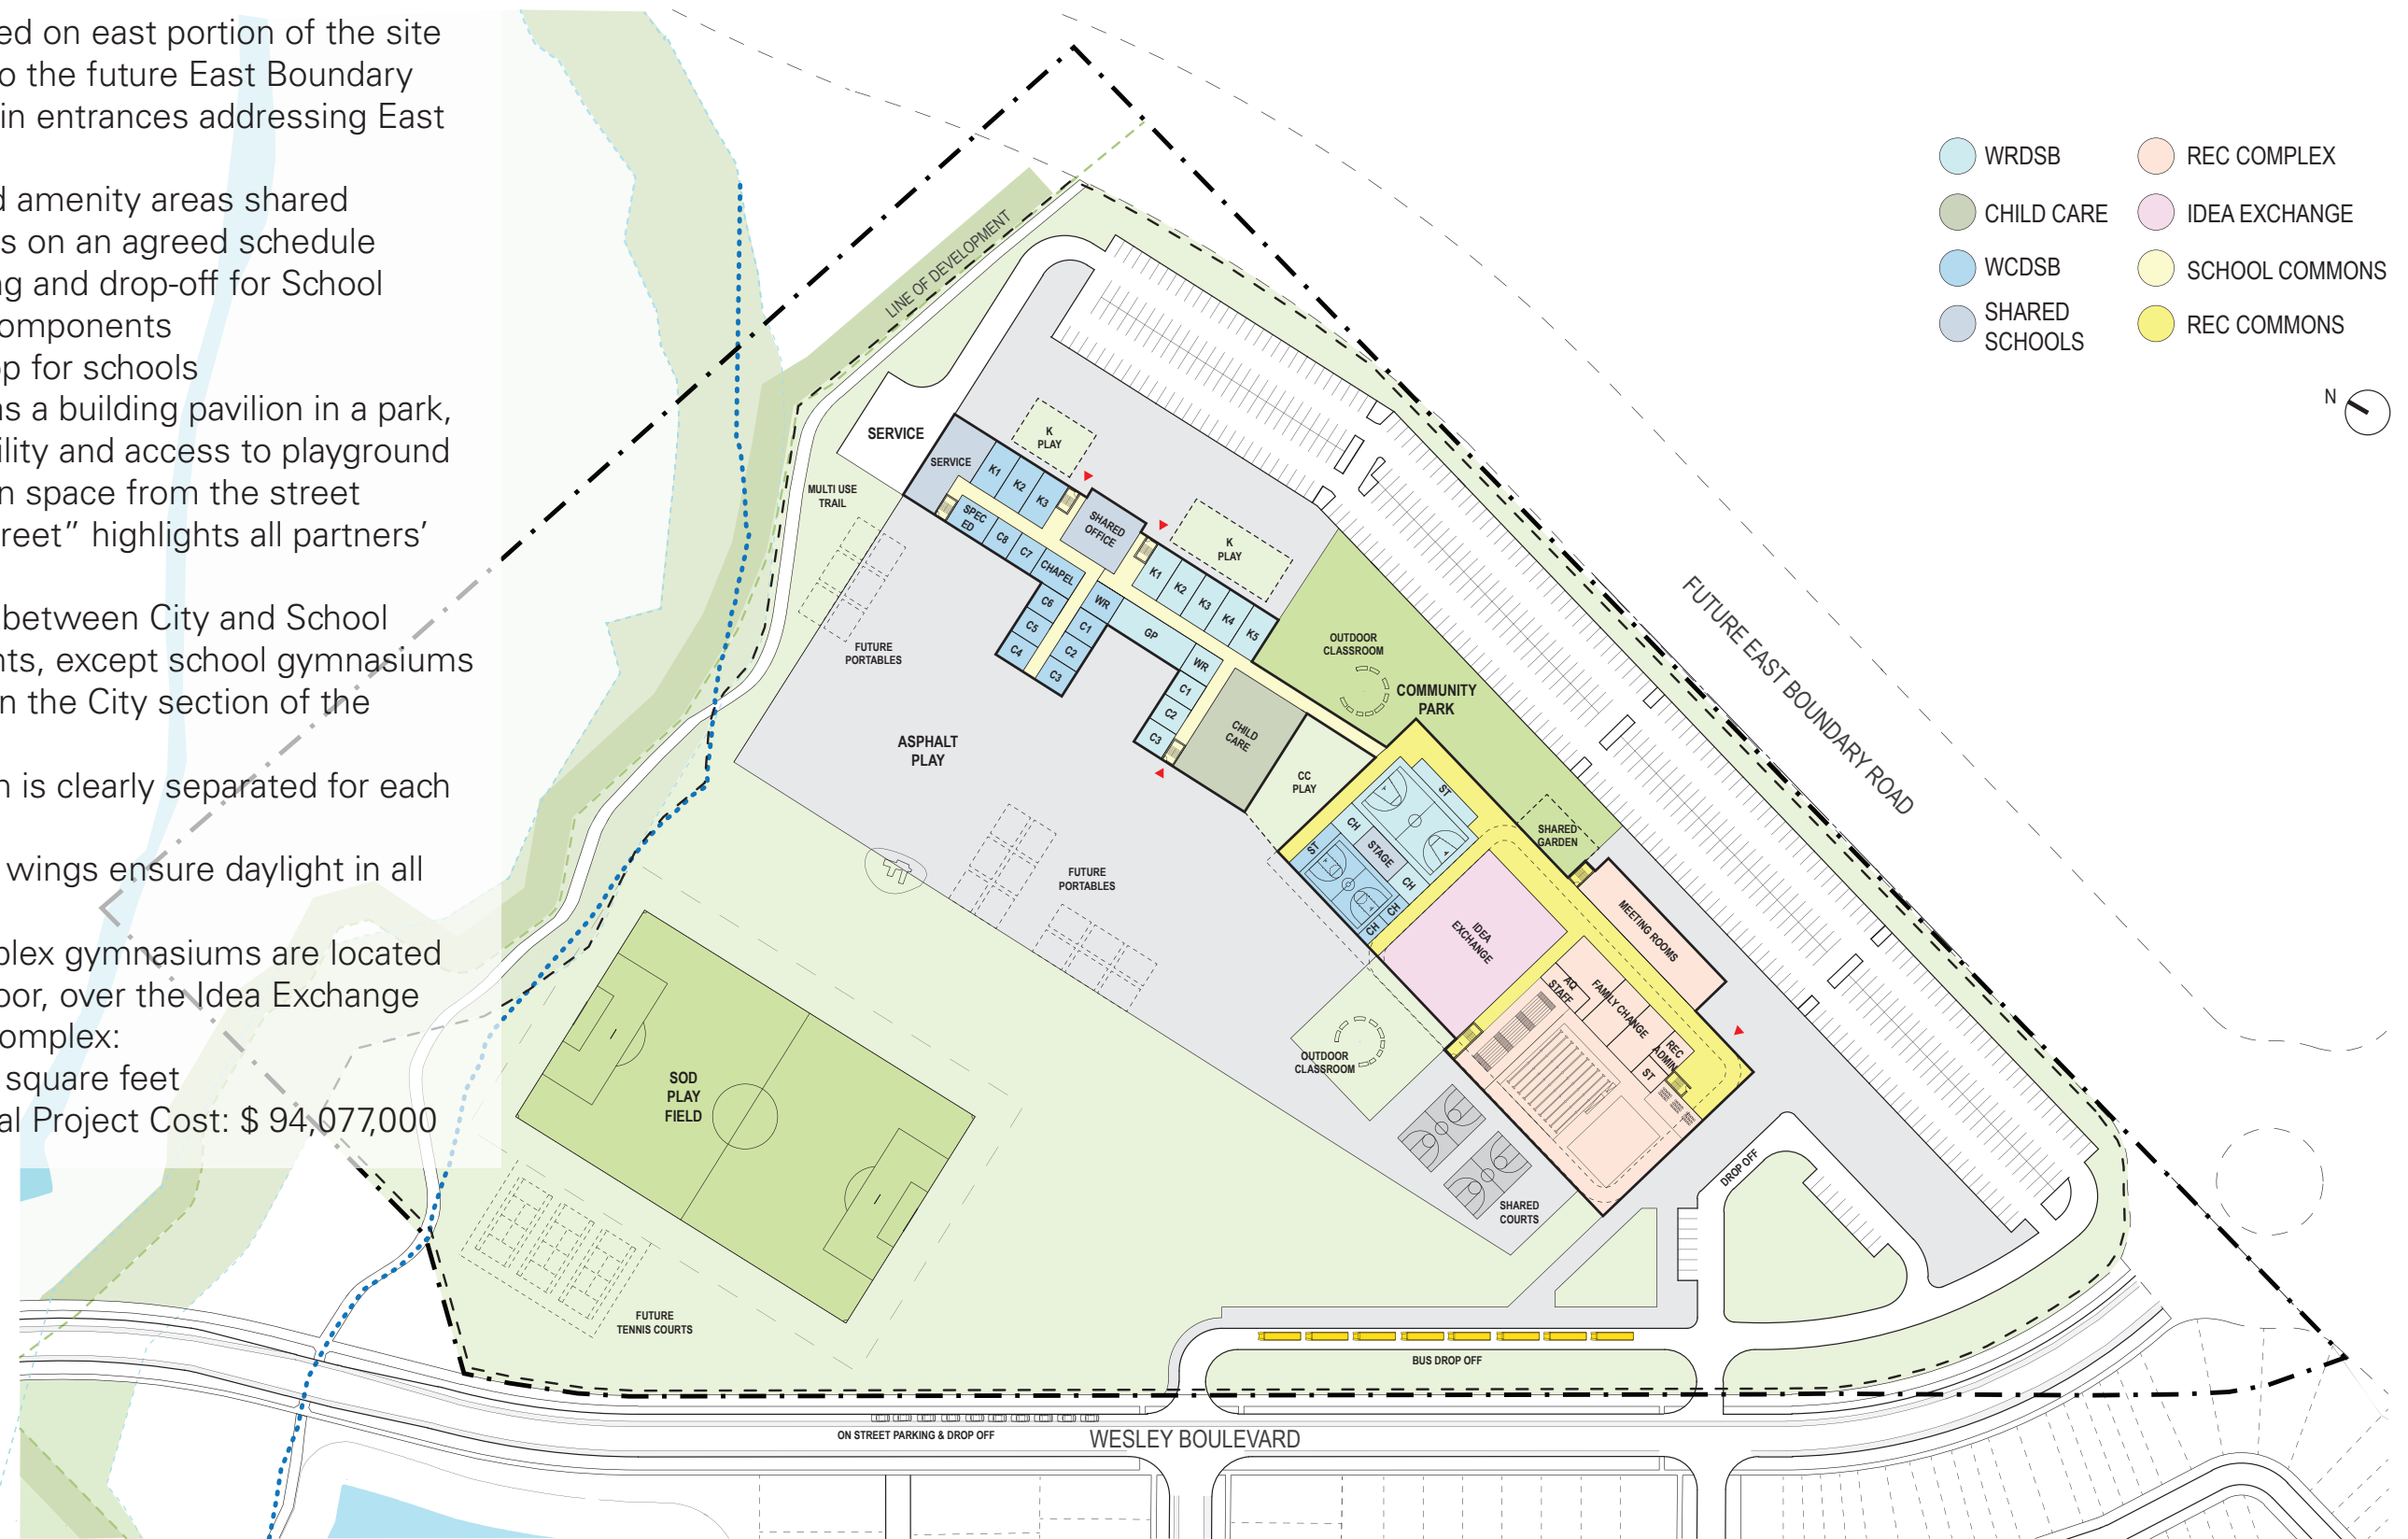 ed on east portion of the site
o the future East Boundary
in entrances addressing East
d amenity areas shared
s on an agreed schedule
ng and drop-off for School
omponents
op for schools
as a building pavilion in a park,
ility and access to playground
n space from the street
reet” highlights all partners’
between City and School
nts, except school gymnasiums
n the City section of the
n is clearly separated for each
wings ensure daylight in all
plex gymnasiums are located
oor, over the Idea Exchange
omplex:
square feet
al Project Cost: $ 94,077,000
WRDSB
CHILD CARE
WCDSB
SHARED
SCHOOLS
REC COMPLEX
IDEA EXCHANGE
SCHOOL COMMONS
REC COMMONS
N
LINE OF DEVELOPMENT
FUTURE EAST BOUNDARY ROAD
SERVICE
MULTI USE
TRAIL
K
PLAY
SERVICE
K1
K2
K3
SPEC
ED
C8
C7
CHAPEL
SHARED
OFFICE
K
PLAY
K1
K2
K3
K4
K5
C6
C5
C4
WR
C1
C2
C3
GP
WR
C1
C2
C3
CHILD
CARE
CC
PLAY
FUTURE
PORTABLES
ASPHALT
PLAY
FUTURE
PORTABLES
OUTDOOR
CLASSROOM
COMMUNITY
PARK
SHARED
GARDEN
ST
CH
STAGE
ST
CH
CH
CH
IDEA
EXCHANGE
MEETING ROOMS
AQ
STAFF
FAMILY CHANGE
REC
ADMIN
ST
OUTDOOR
CLASSROOM
SHARED
COURTS
DROP OFF
SOD
PLAY
FIELD
FUTURE
TENNIS COURTS
BUS DROP OFF
ON STREET PARKING & DROP OFF
WESLEY BOULEVARD